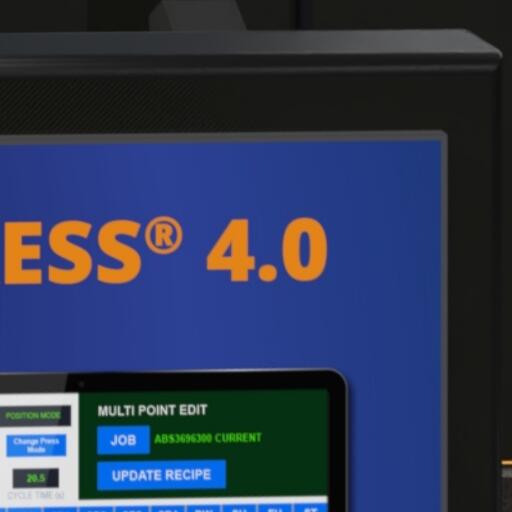 ESS® 4.0
MULTI POINT EDIT
POSITION MODE
JOB ABS3696300 CURRENT
Change Press
Mode
UPDATE RECIPE
20.5
CYCLE TIME (s)